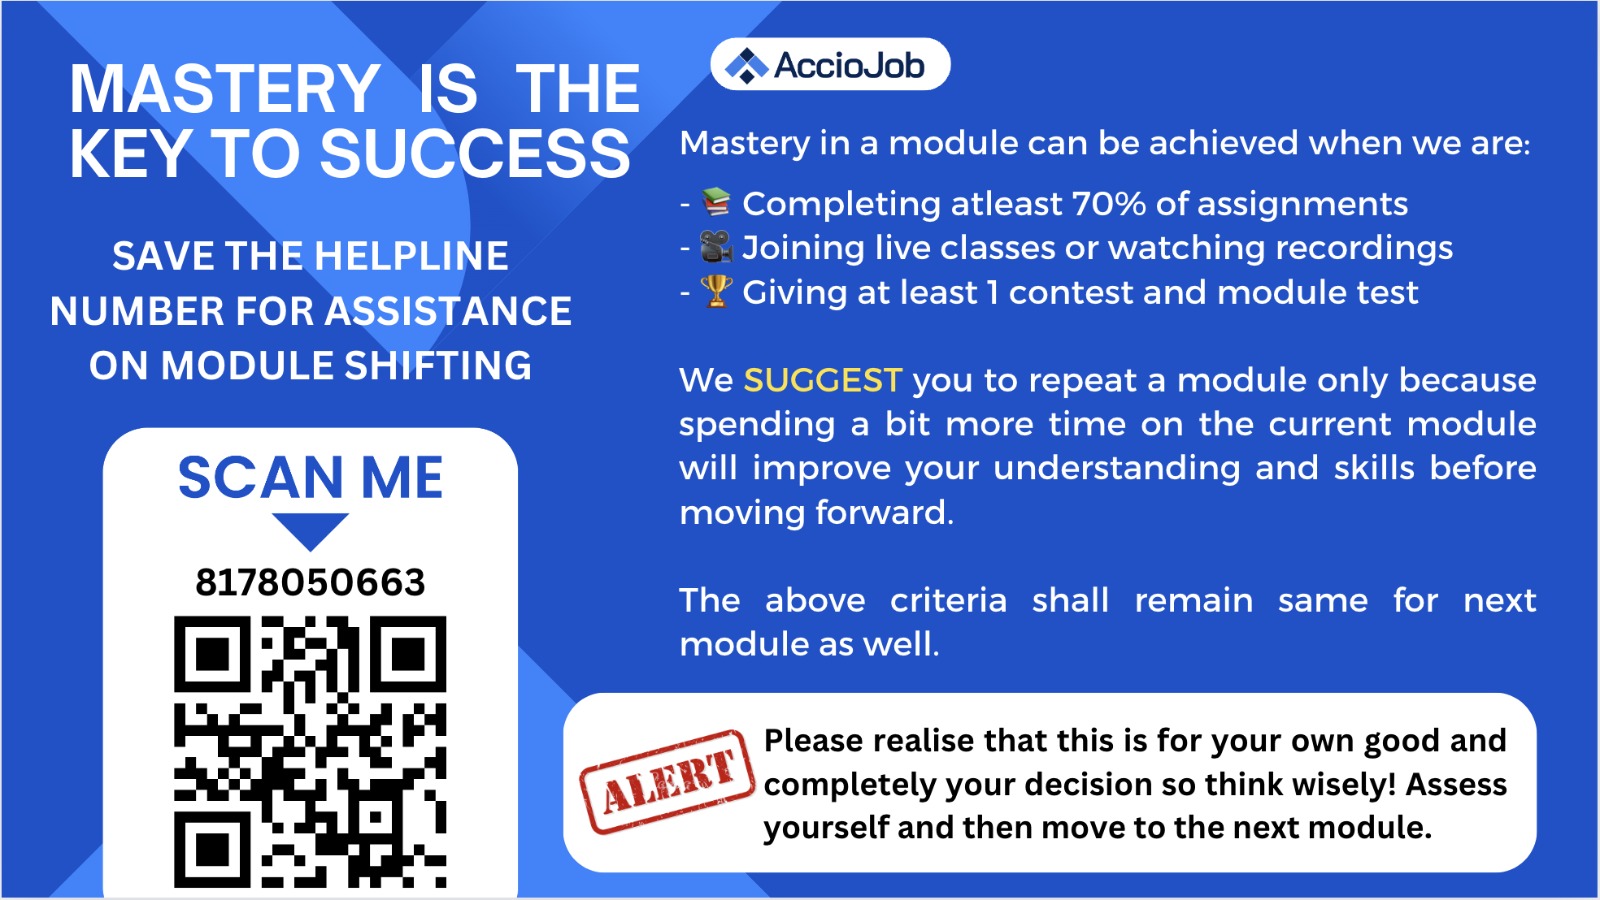 MASTERY IS THE
KEY TO SUCCESS
SAVE THE HELPLINE
NUMBER FOR ASSISTANCE
ON MODULE SHIFTING
SCAN ME
8178050663
AccioJob
Mastery in a module can be achieved when we are:
- 📚 Completing atleast 70% of assignments
- 🎥 Joining live classes or watching recordings
- 🏆 Giving at least 1 contest and module test
We SUGGEST you to repeat a module only because
spending a bit more time on the current module
will improve your understanding and skills before
moving forward.
The above criteria shall remain same for next
module as well.
ALERT
Please realise that this is for your own good and
completely your decision so think wisely! Assess
yourself and then move to the next module.